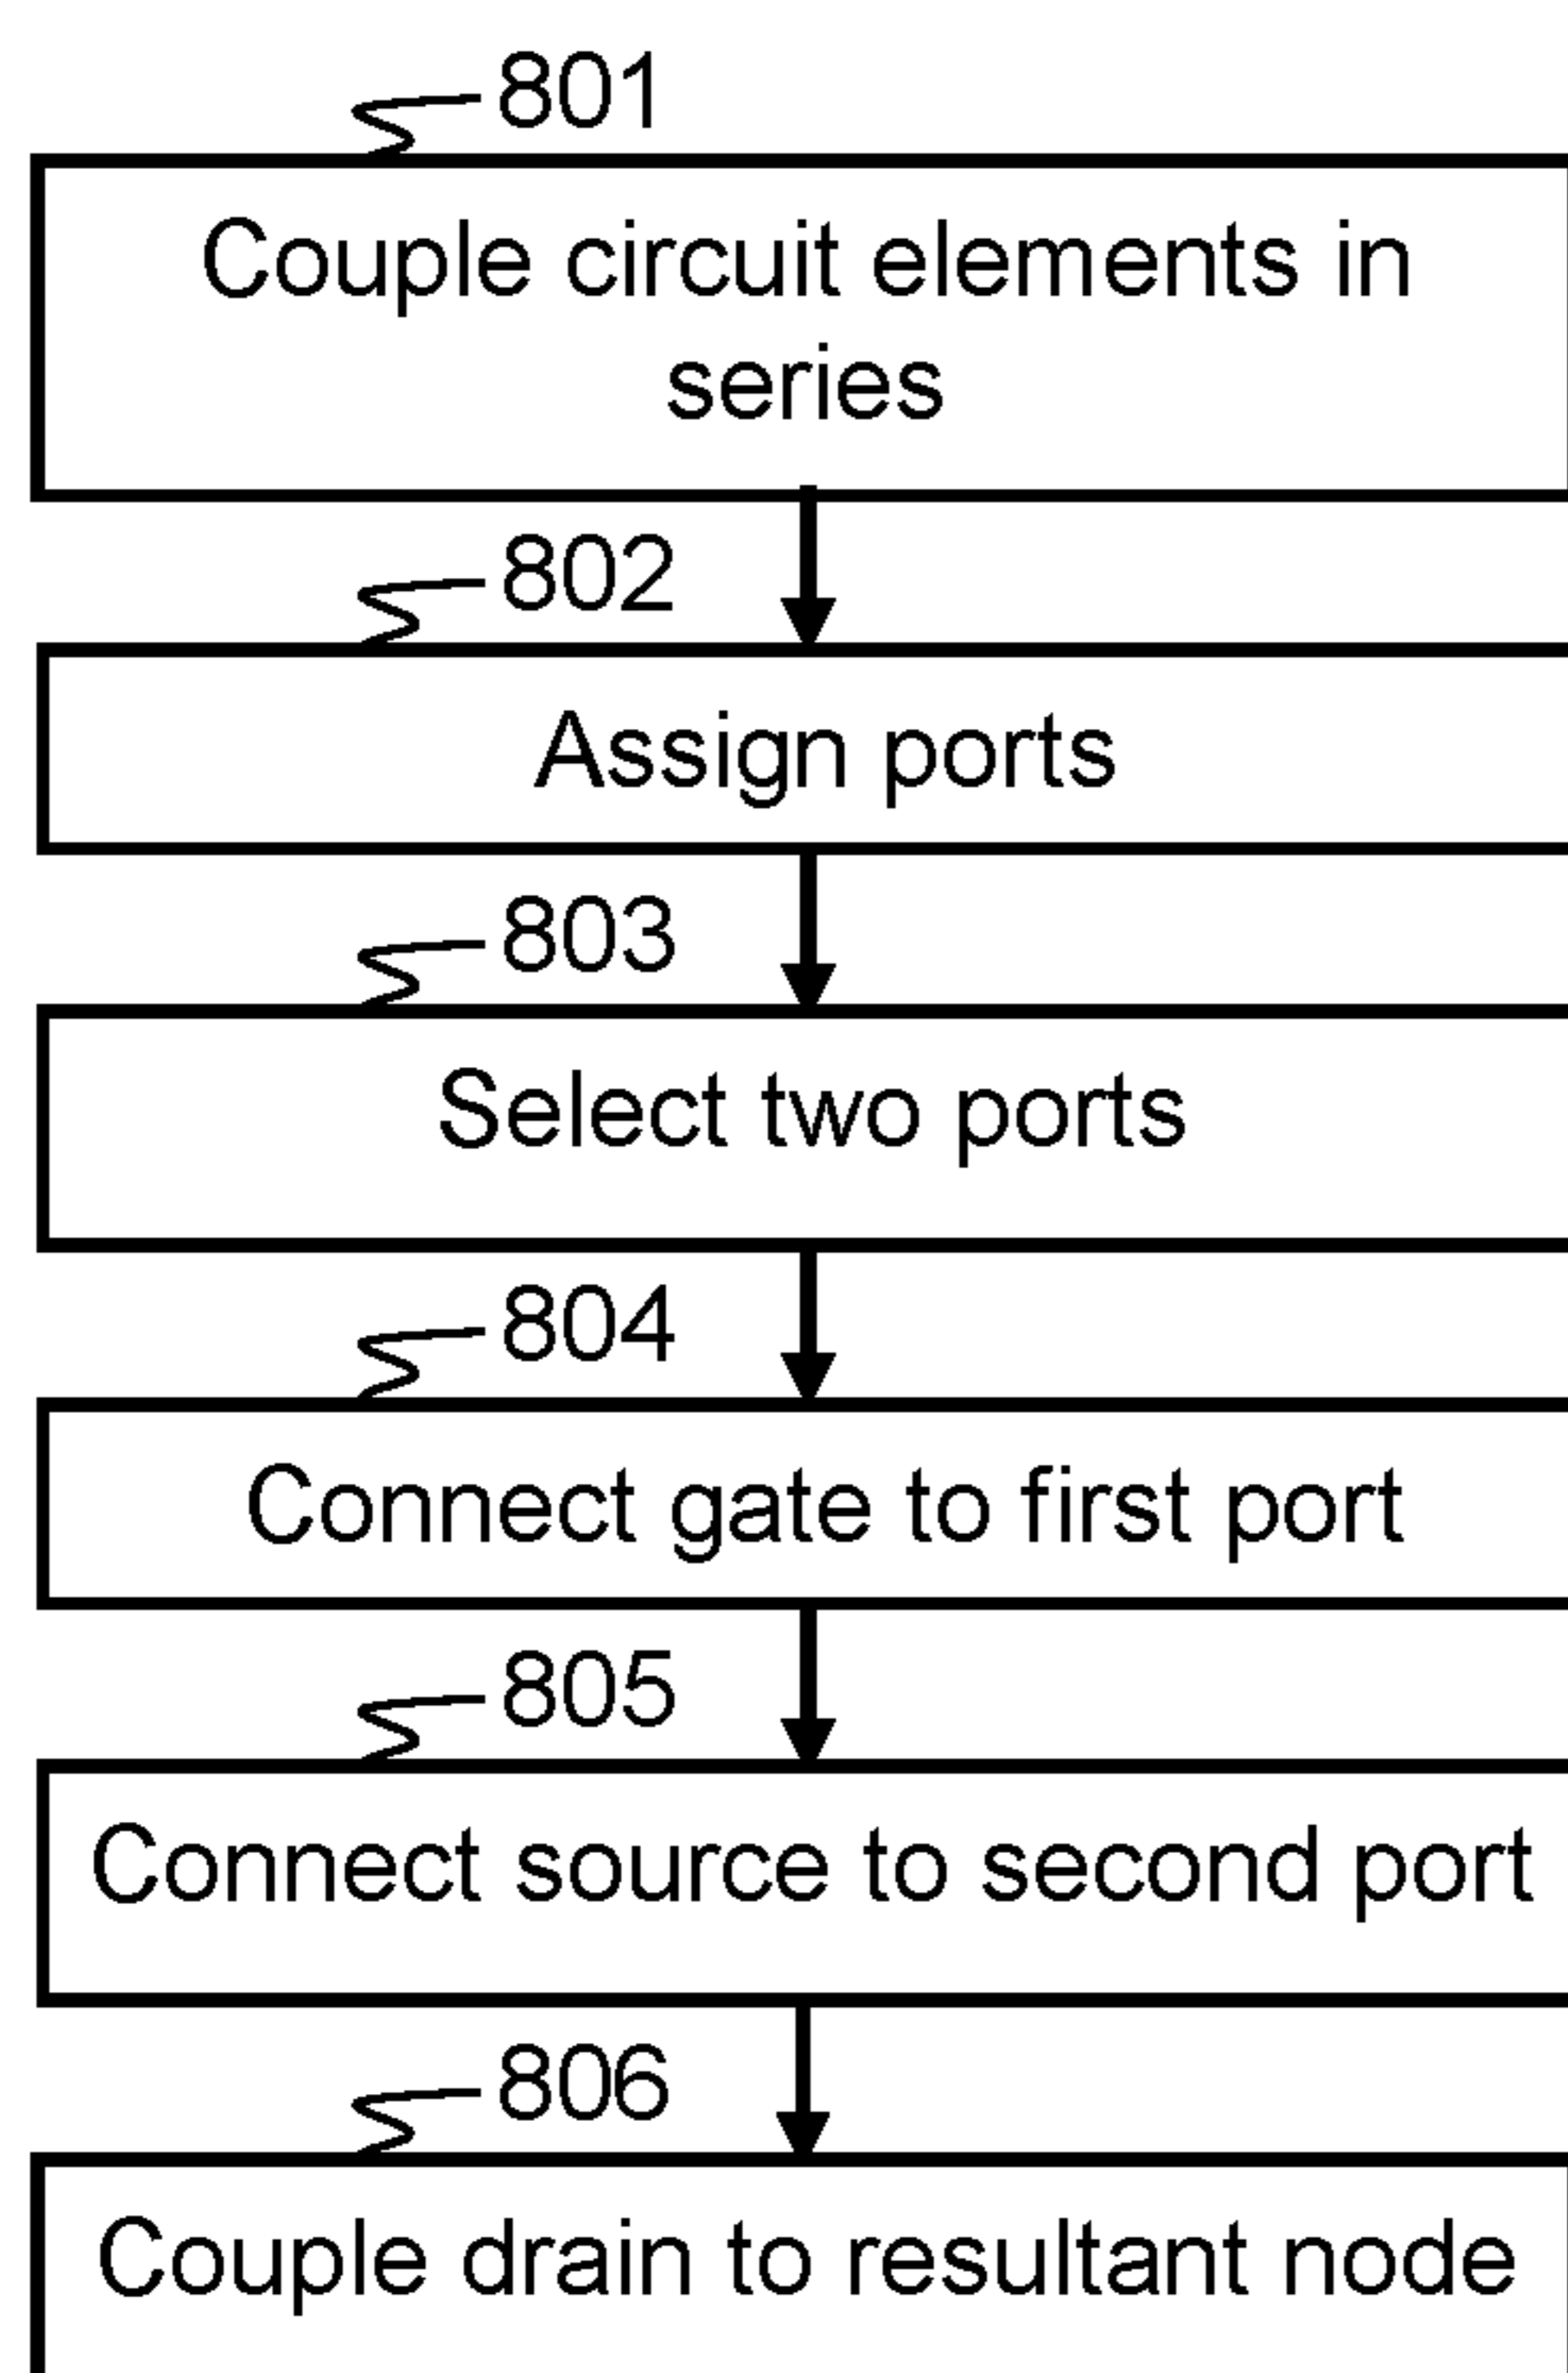 801
Couple circuit elements in
series
802
Assign ports
803
Select two ports
804
Connect gate to first port
805
Connect source to second port
806
Couple drain to resultant node